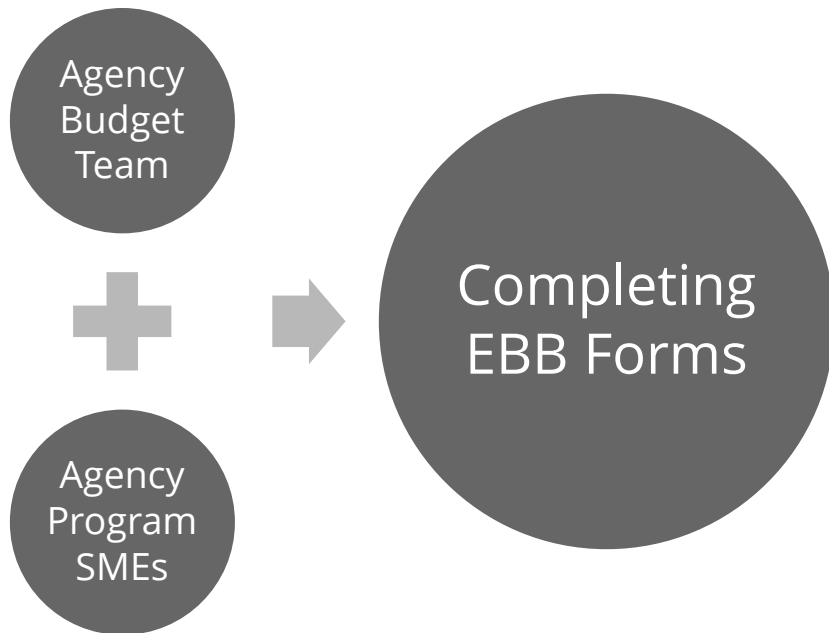 Agency
Budget
Team
Completing
EBB Forms
Agency
Program
SMEs